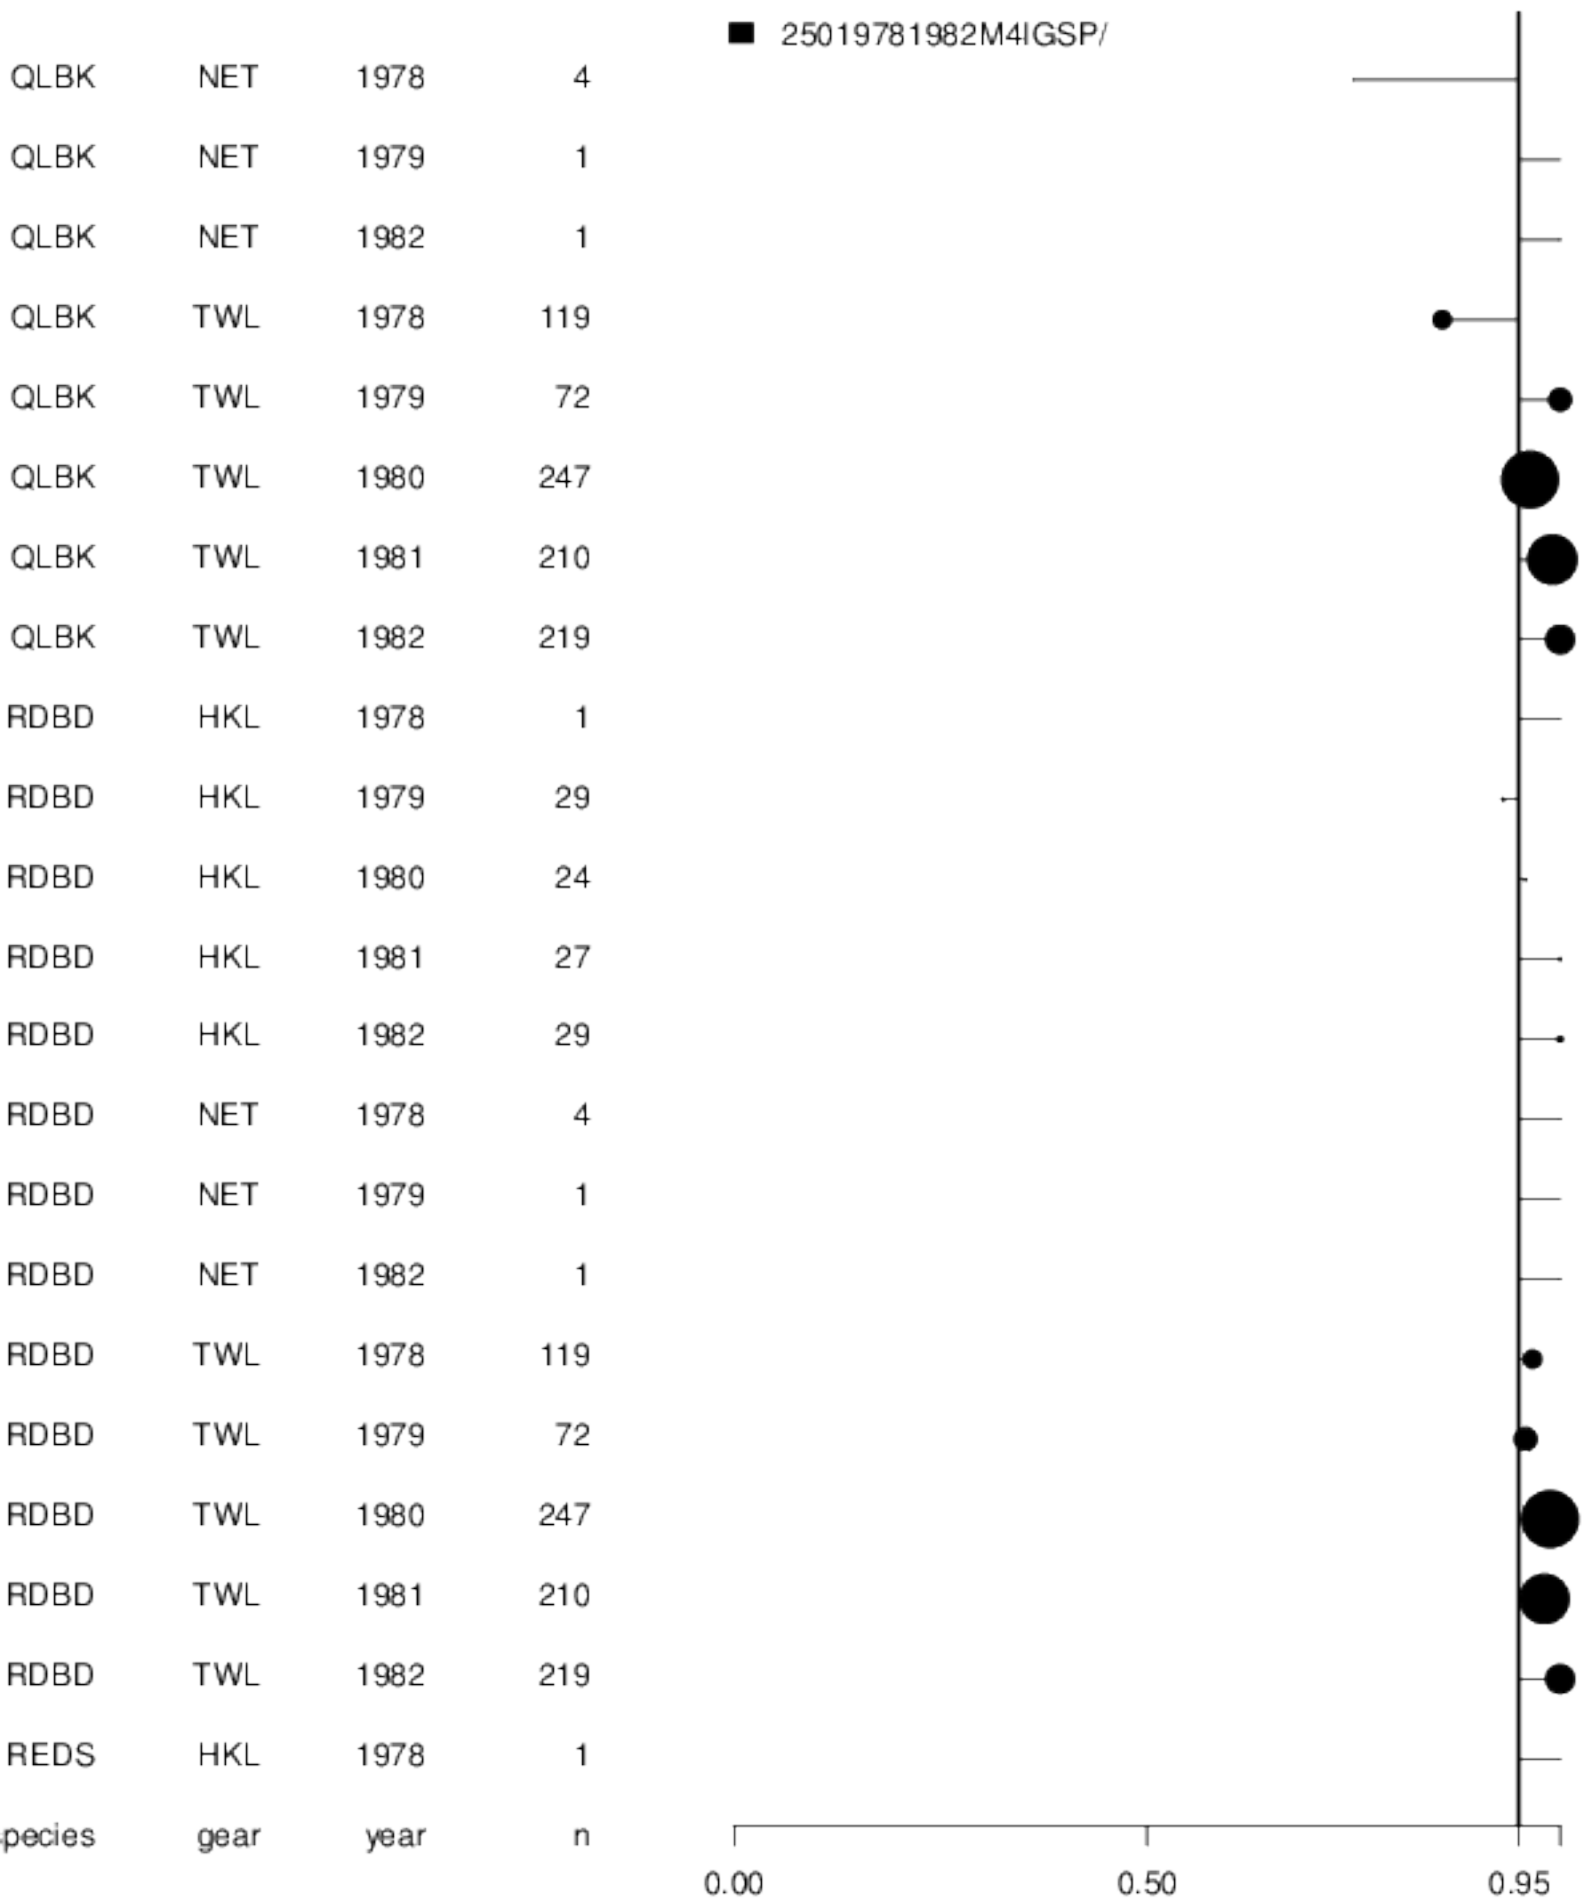 25019781982M4IGSP/
QLBK NET 1978 4
QLBK NET 1979 1
QLBK NET 1982 1
QLBK TWL 1978 119
QLBK TWL 1979 72
QLBK TWL 1980 247
QLBK TWL 1981 210
QLBK TWL 1982 219
RDBD HKL 1978 1
RDBD HKL 1979 29
RDBD HKL 1980 24
RDBD HKL 1981 27
RDBD HKL 1982 29
RDBD NET 1978 4
RDBD NET 1979 1
RDBD NET 1982 1
RDBD TWL 1978 119
RDBD TWL 1979 72
RDBD TWL 1980 247
RDBD TWL 1981 210
RDBD TWL 1982 219
REDS HKL 1978 1
pecies gear year n
0.00 0.50 0.95